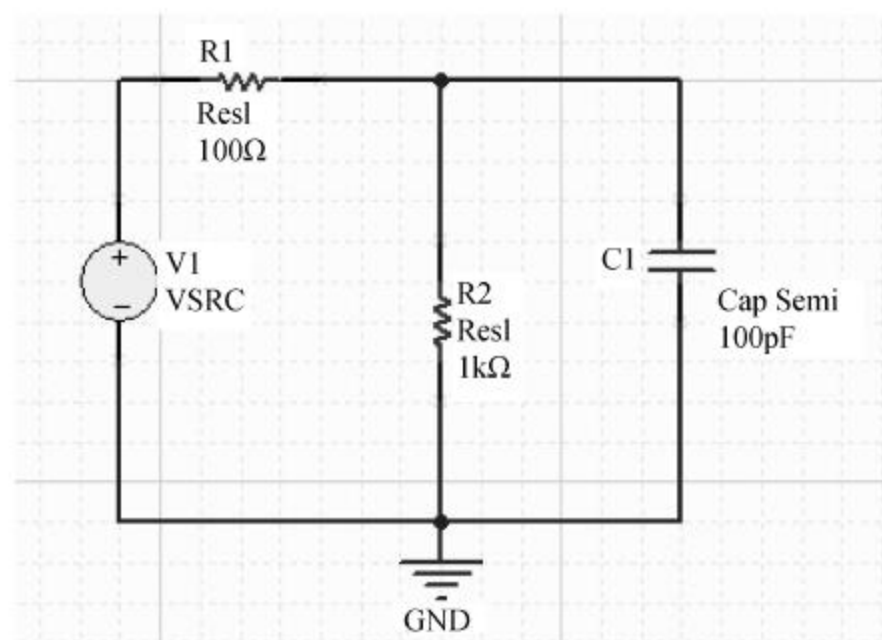 R1
Resl
100Ω
+
V1
−
VSRC
R2
Resl
1kΩ
C1
Cap Semi
100pF
GND